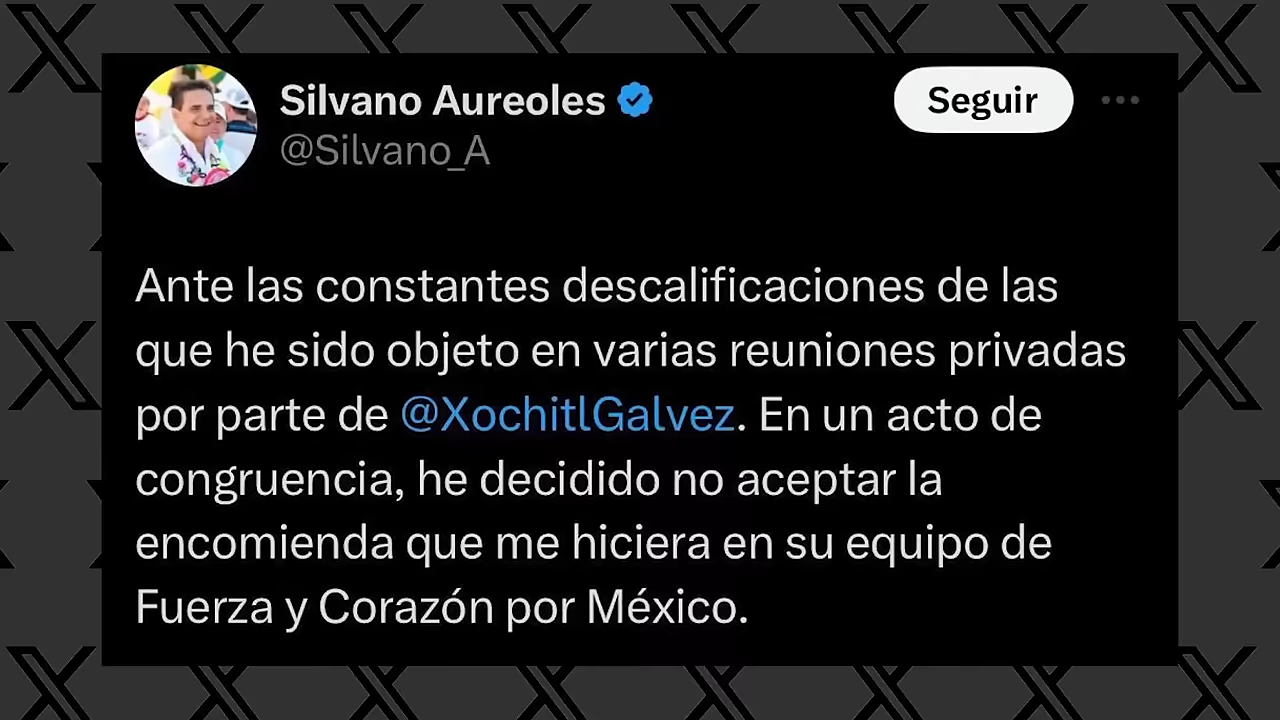 Silvano Aureoles
Seguir
@Silvano_A
Ante las constantes descalificaciones de las
que he sido objeto en varias reuniones privadas
por parte de @XochitlGalvez. En un acto de
congruencia, he decidido no aceptar la
encomienda que me hiciera en su equipo de
Fuerza y Corazón por México.